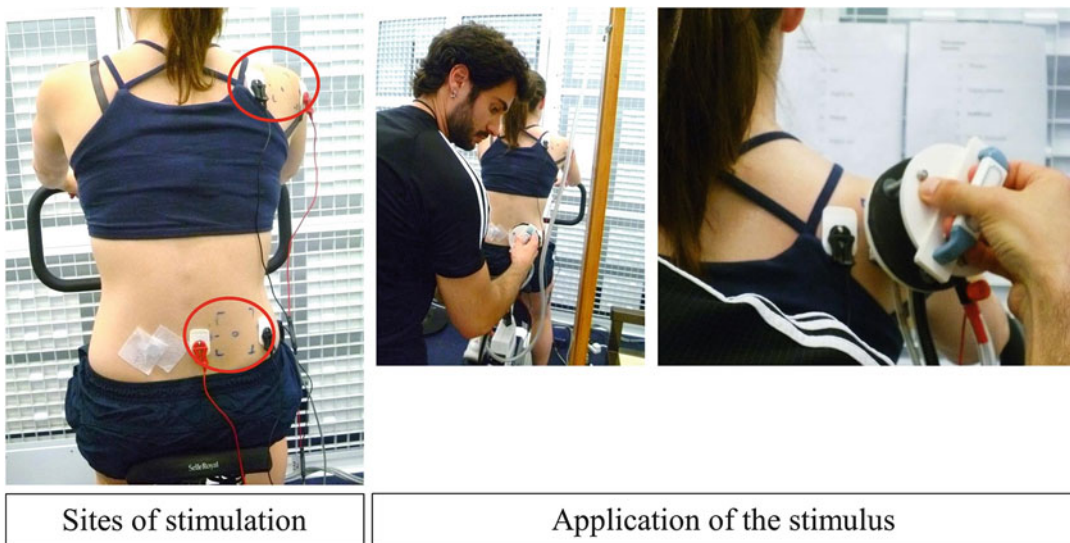 SelleRoyal
Sites of stimulation
Application of the stimulus